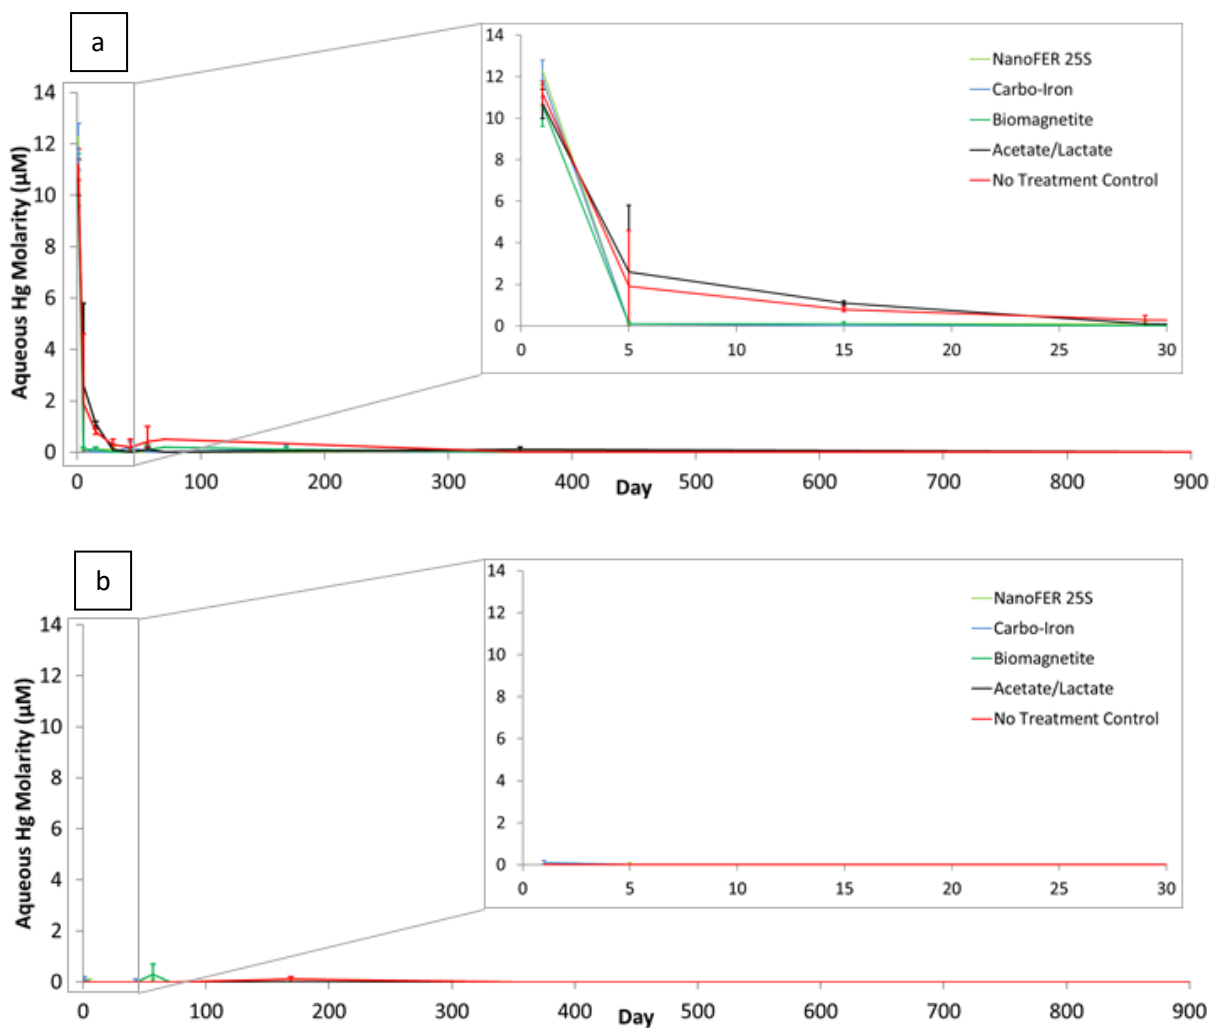 a
14
12
10
8
6
4
2
0
Aqueous Hg Molarity (µM)
0 100 200 300 400 500 600 700 800 900
Day
14
12
10
8
6
4
2
0
0 5 10 15 20 25 30
NanoFER 25S
Carbo-Iron
Biomagnetite
Acetate/Lactate
No Treatment Control
b
14
12
10
8
6
4
2
0
Aqueous Hg Molarity (µM)
0 100 200 300 400 500 600 700 800 900
Day
14
12
10
8
6
4
2
0
0 5 10 15 20 25 30
NanoFER 25S
Carbo-Iron
Biomagnetite
Acetate/Lactate
No Treatment Control